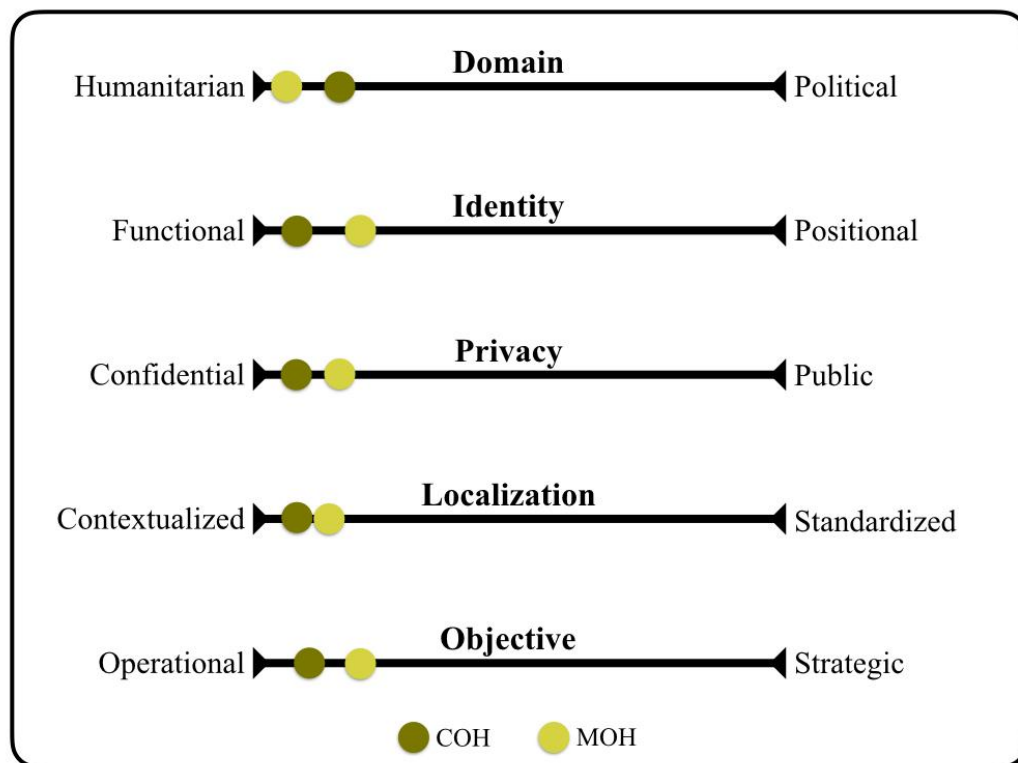 Domain
Humanitarian Political
Identity
Functional Positional
Privacy
Confidential Public
Localization
Contextualized Standardized
Objective
Operational Strategic
COH MOH